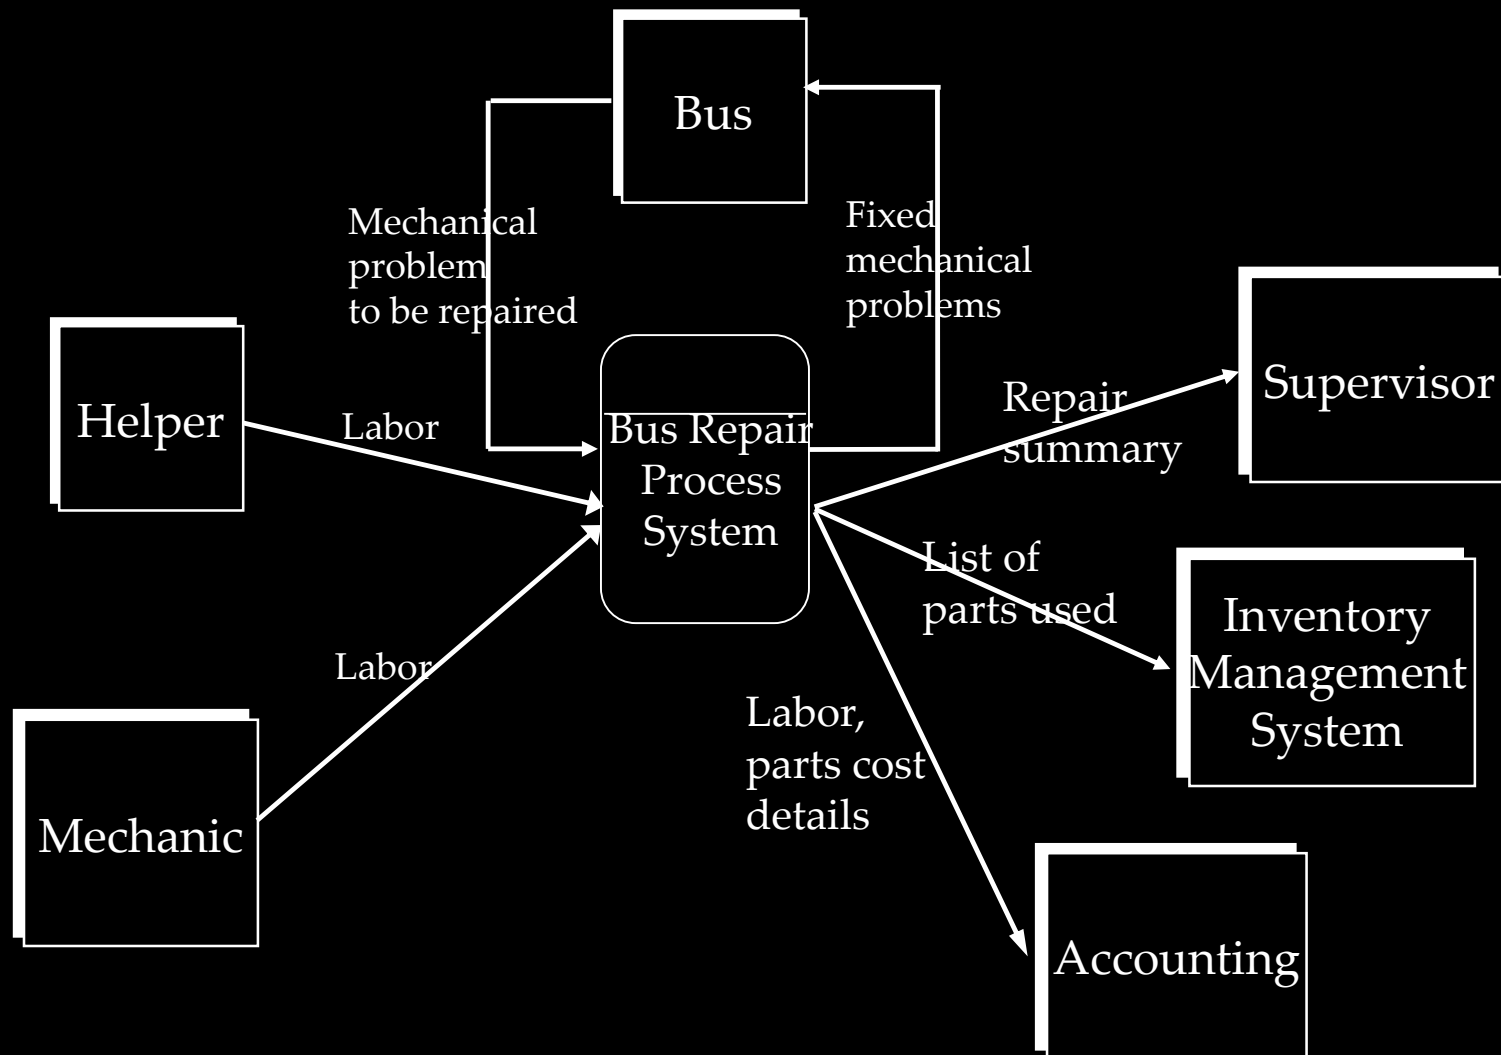 Bus
Mechanical
problem
to be repaired
Fixed
mechanical
problems
Helper
Labor
Bus Repair
Process
System
Repair
summary
Supervisor
List of
parts used
Inventory
Management
System
Labor
Mechanic
Labor,
parts cost
details
Accounting